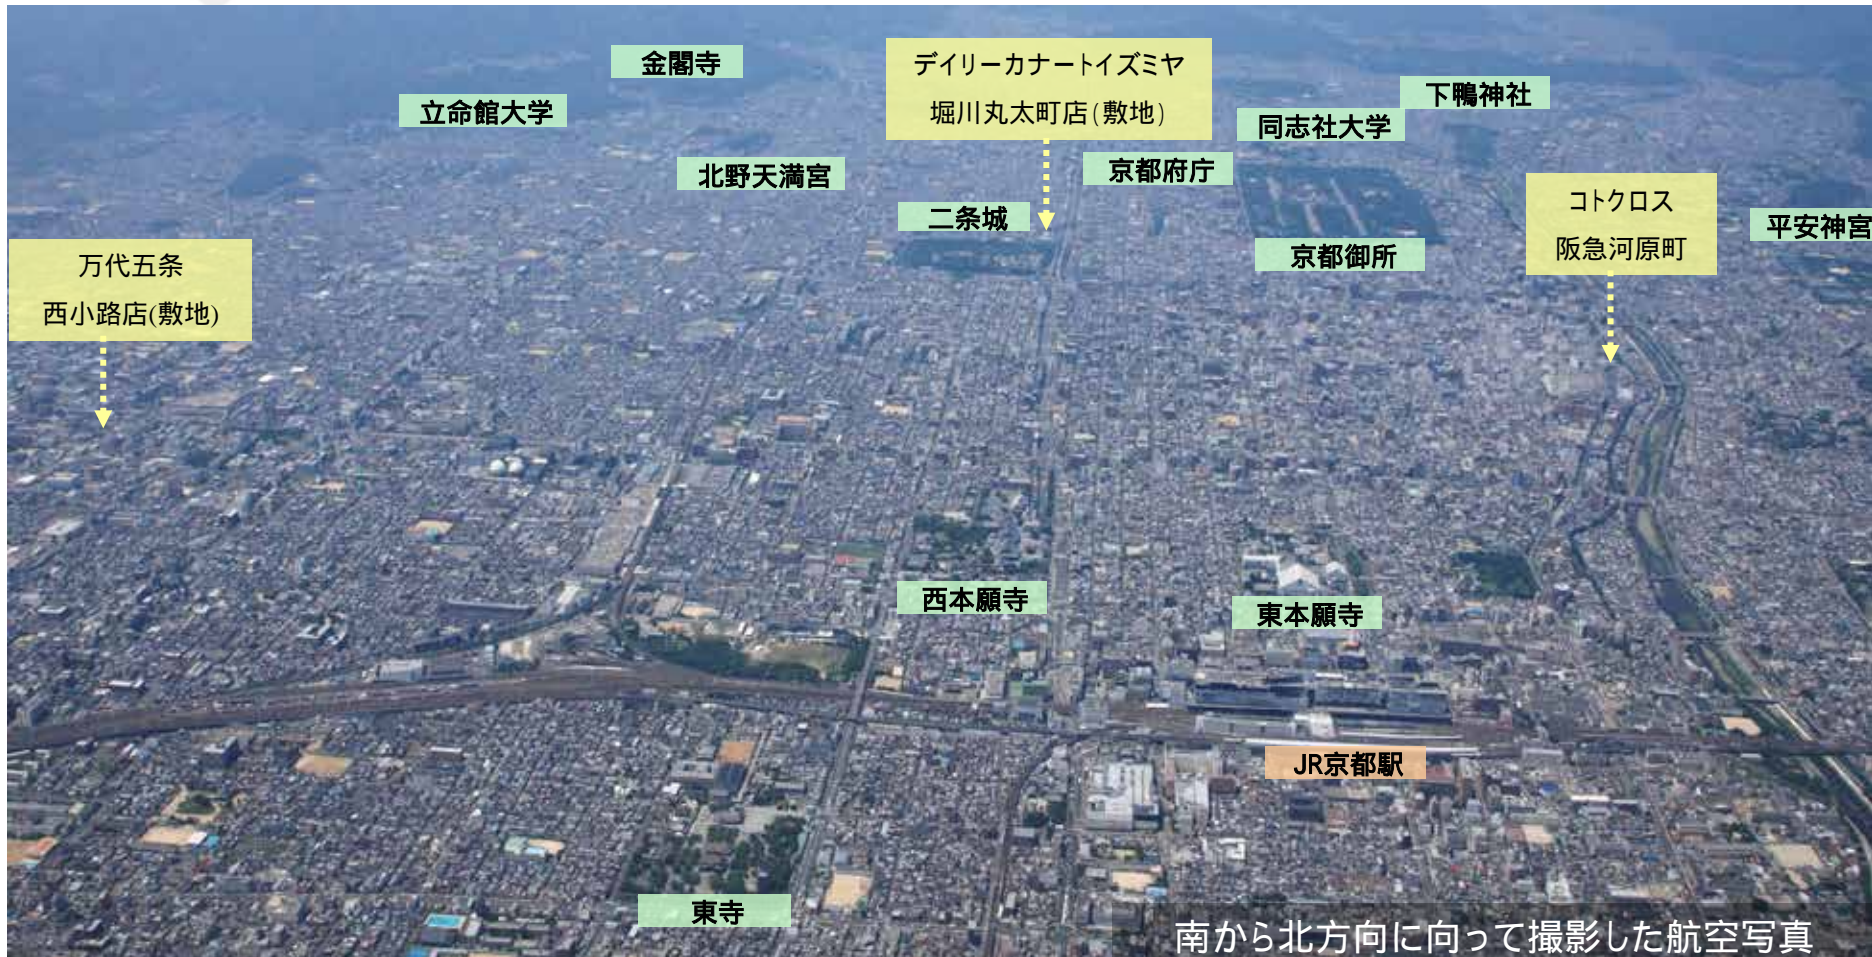 金閣寺
デイリーカナートイズミヤ
堀川丸太町店(敷地)
立命館大学
下鴨神社
同志社大学
北野天満宮
京都府庁
二条城
京都御所
コトクロス
阪急河原町
平安神宮
万代五条
西小路店(敷地)
西本願寺
東本願寺
JR京都駅
東寺
南から北方向に向って撮影した航空写真